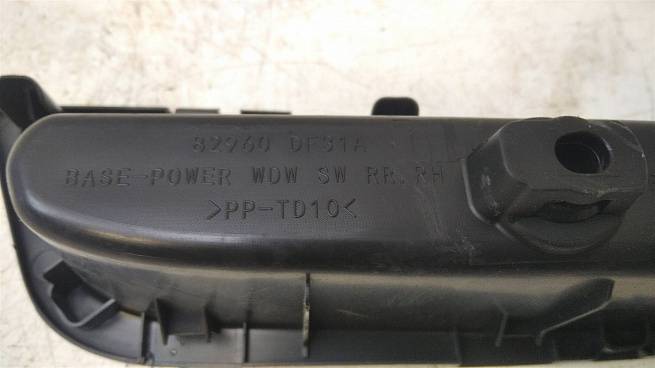 82960 DF31A
BASE-POWER WDW SW RR. RH
>PP-TD10<